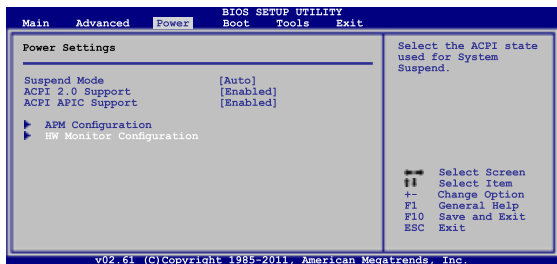 BIOS SETUP UTILITY
Main Advanced Power Boot Tools Exit
Power Settings
Suspend Mode [Auto]
ACPI 2.0 Support [Enabled]
ACPI APIC Support [Enabled]
APM Configuration
HW Monitor Configuration
Select the ACPI state
used for System
Suspend.
Select Screen
Select Item
+- Change Option
F1 General Help
F10 Save and Exit
ESC Exit
v02.61 (C)Copyright 1985-2011, American Megatrends, Inc.